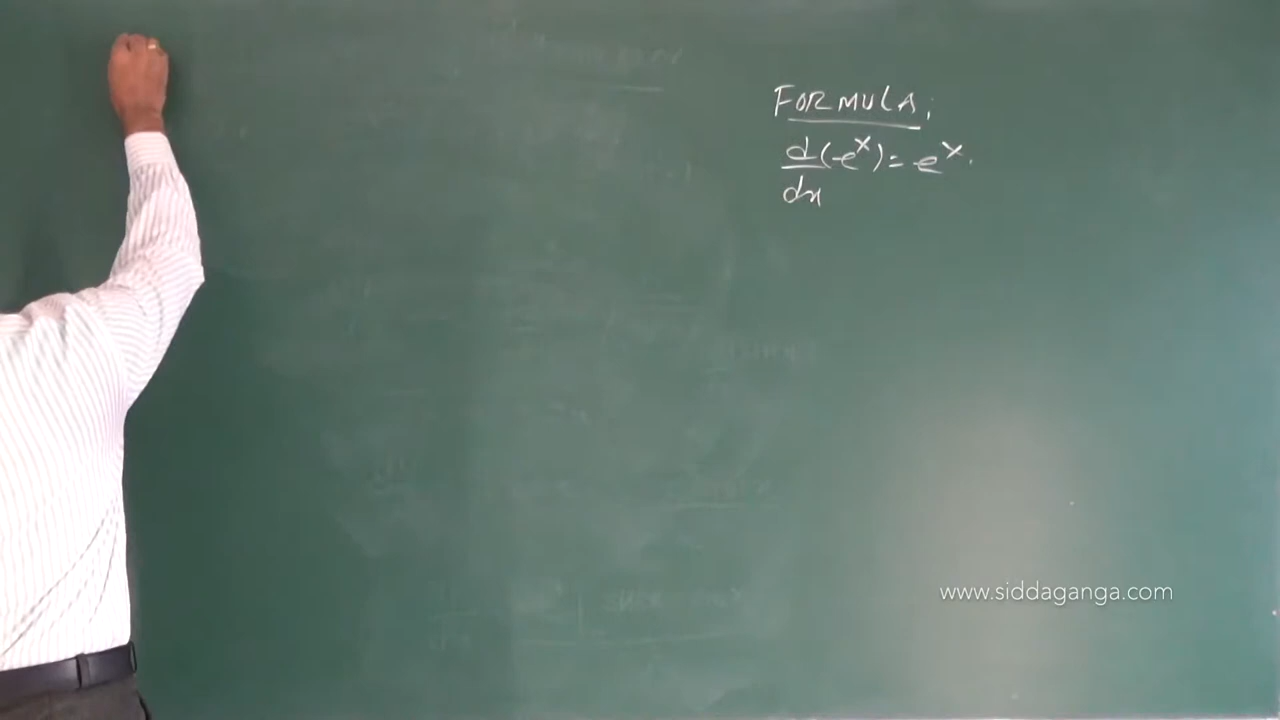 FORMULA;
d/dx (e^x) = e^x.
www.siddaganga.com